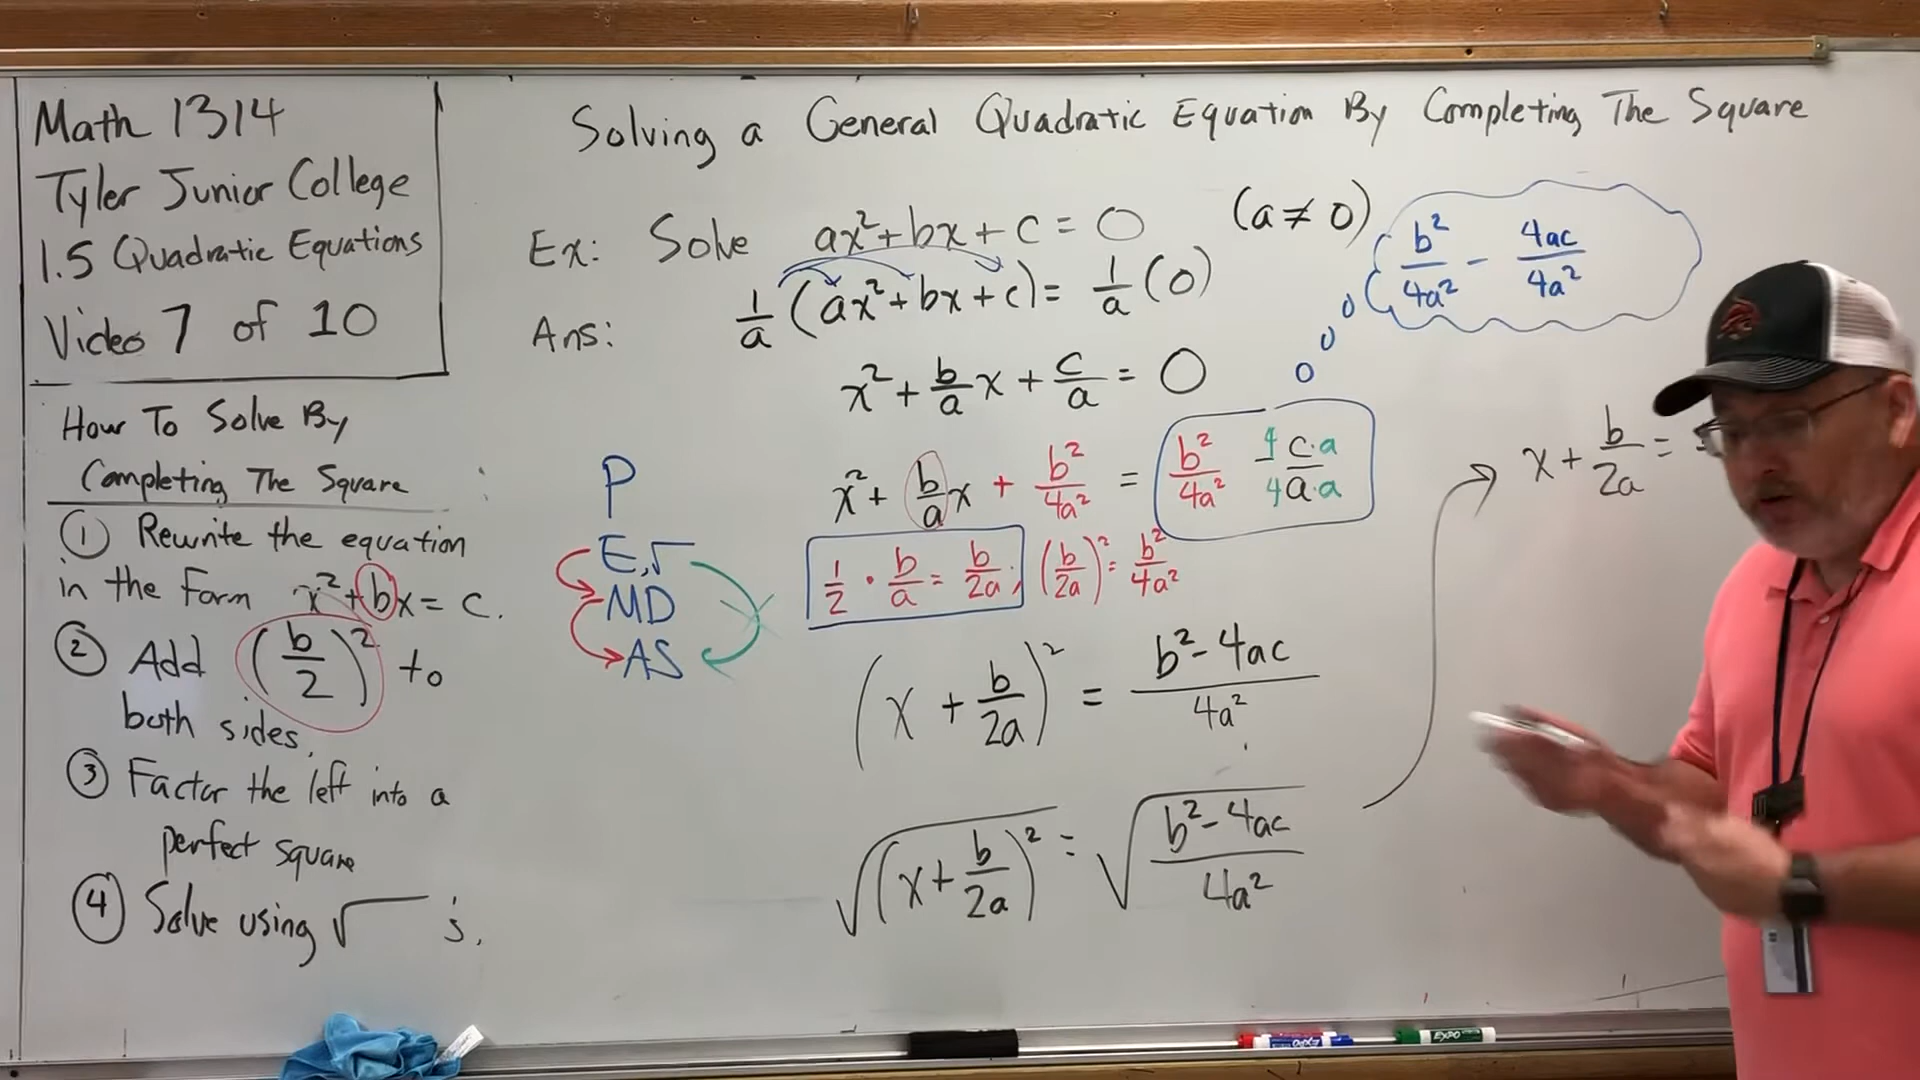 Math 1314
Tyler Junior College
1.5 Quadratic Equations
Video 7 of 10
How To Solve By
Completing The Square
① Rewrite the equation
in the form x²+bx= c.
② Add (b/2)² to
both sides.
③ Factor the left into a
perfect square
④ Solve using √ 's.
Solving a General Quadratic Equation By Completing The Square
Ex: Solve ax²+bx+c=0 (a≠0)
Ans: 1/a (ax²+bx+c)= 1/a (0)
x²+ b/a x + c/a = 0
x²+ b/a x + b²/4a² = b²/4a² - 4c·a/4a·a
1/2 · b/a = b/2a ; (b/2a)² = b²/4a²
(x + b/2a)² = b²-4ac/4a²
√(x+ b/2a)² = √b²-4ac/4a²
P
E,√
MD
AS
b²/4a² - 4ac/4a²
x + b/2a =
EXPO